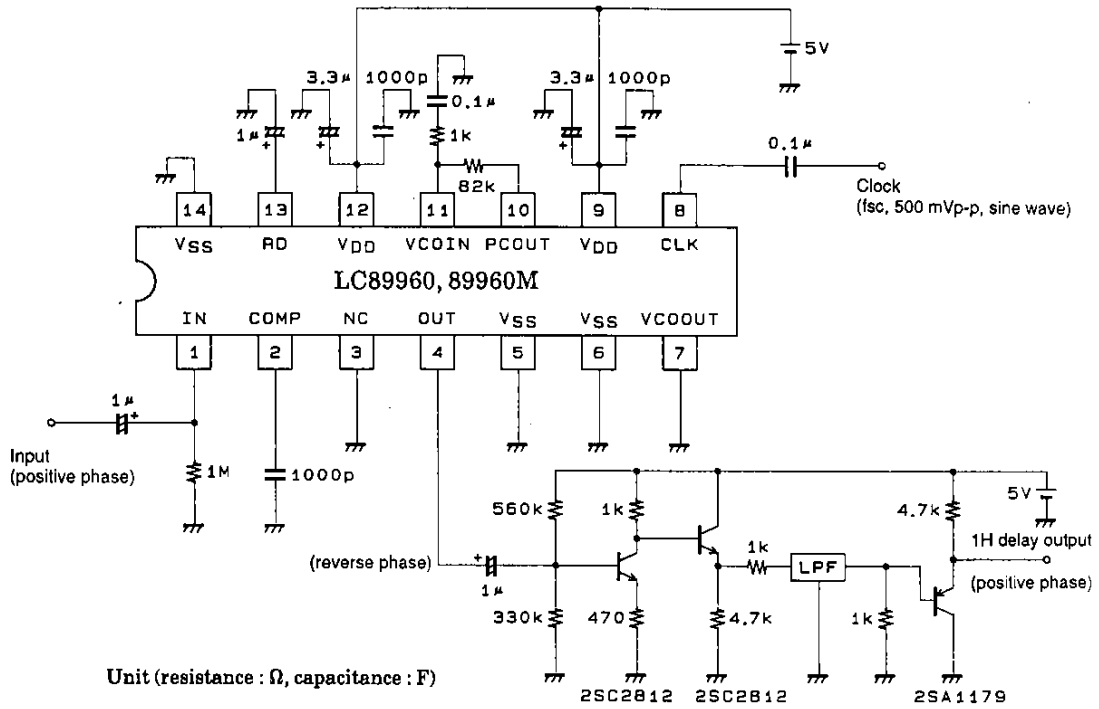 5V
3.3μ
1000p
0.1μ
3.3μ
1000p
1μ
+
+
1k
+
0.1μ
82k
Clock
(fsc, 500 mVp-p, sine wave)
14
13
12
11
10
9
8
VSS
AD
VDD
VCOIN
PCOUT
VDD
CLK
LC89960, 89960M
IN
COMP
NC
OUT
VSS
VSS
VCOOUT
1
2
3
4
5
6
7
1μ
+
Input
(positive phase)
1M
1000p
560k
1k
4.7k
5V
1H delay output
(positive phase)
(reverse phase)
+
1μ
1k
LPF
330k
470
4.7k
1k
Unit (resistance : Ω, capacitance : F)
2SC2812
2SC2812
2SA1179